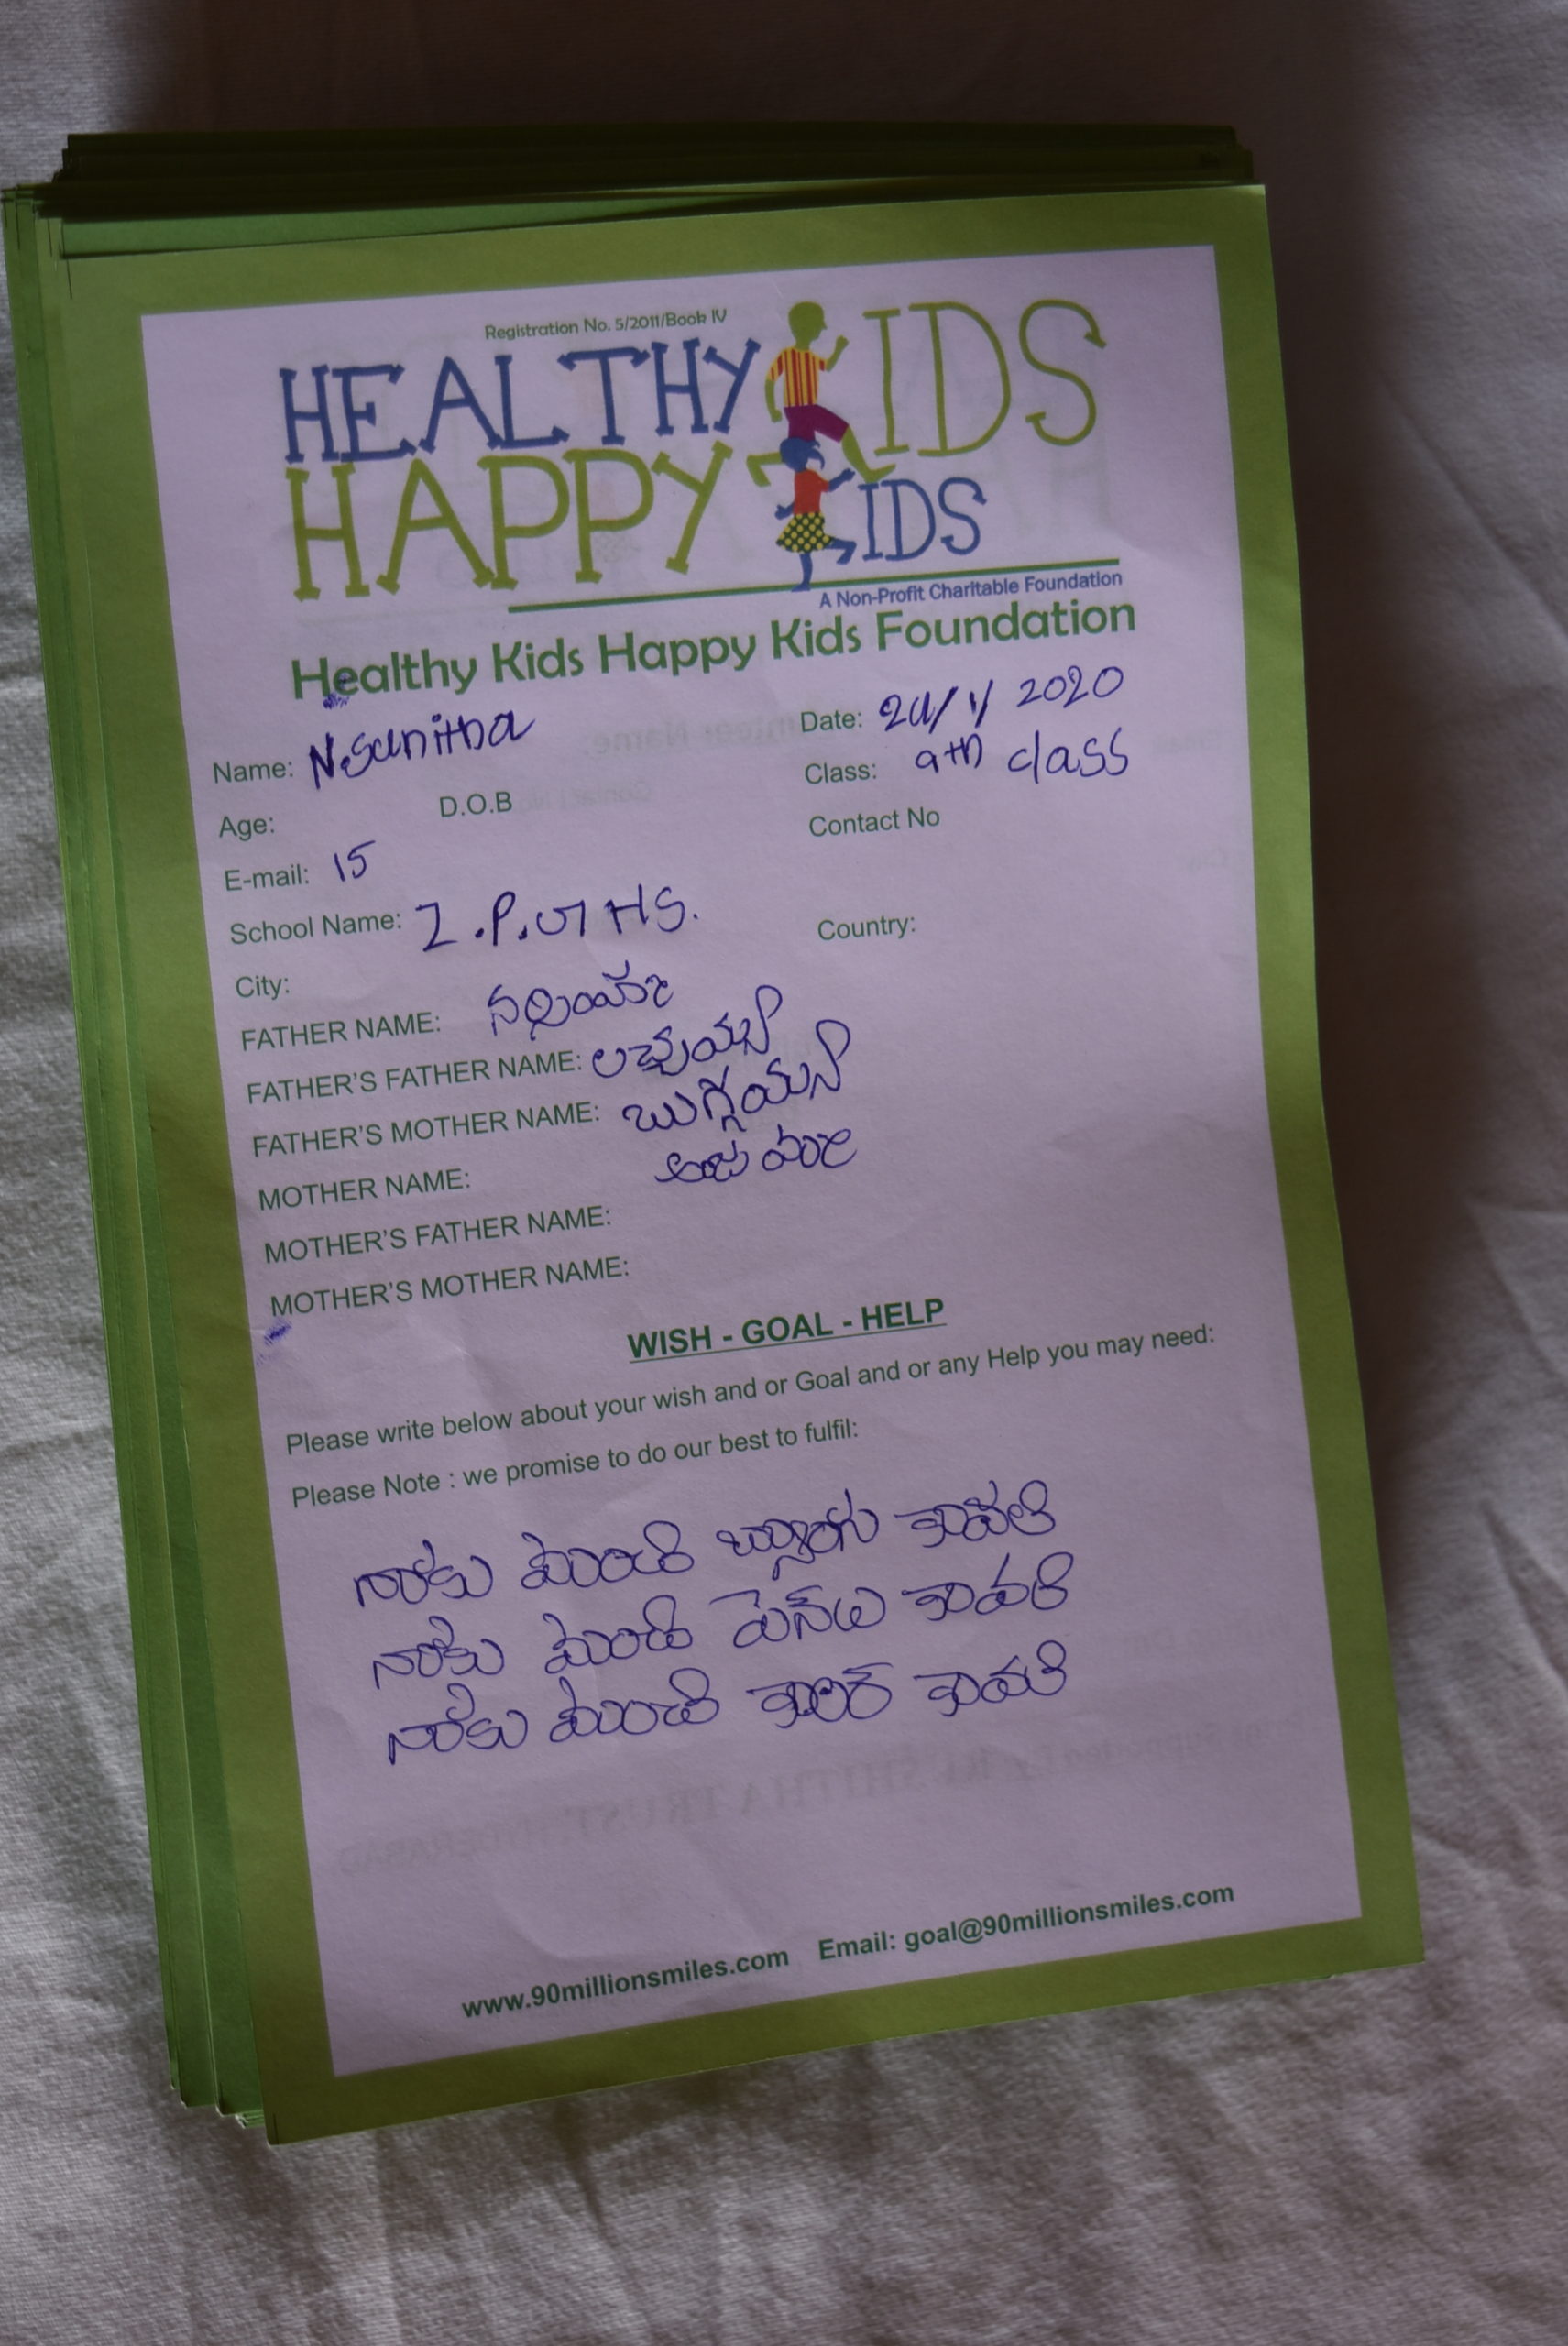 Registration No. 5/2011/Book IV
HEALTHY KIDS
HAPPY KIDS
A Non-Profit Charitable Foundation
Healthy Kids Happy Kids Foundation
Name: N.Sunitha
Date: 24/1/2020
Class: 9th class
Age:
D.O.B
Contact No
E-mail: 15
School Name: Z.P. HS.
Country:
City:
FATHER NAME:
FATHER'S FATHER NAME:
FATHER'S MOTHER NAME:
MOTHER NAME:
MOTHER'S FATHER NAME:
MOTHER'S MOTHER NAME:
WISH - GOAL - HELP
Please write below about your wish and or Goal and or any Help you may need:
Please Note : we promise to do our best to fulfil:
నాకు మంచి బ్యాంగు కావలి
నాకు మంచి పెన్లు కావలి
నాకు మంచి కావలి
www.90millionsmiles.com Email: goal@90millionsmiles.com